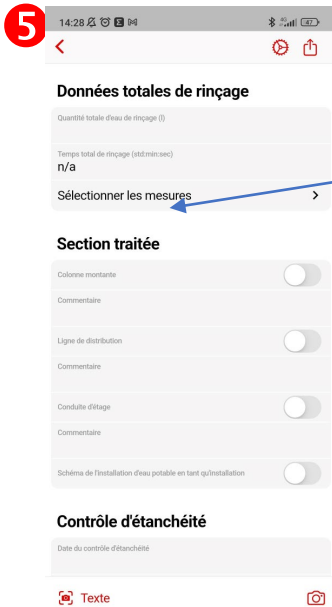 5
14:28
4G
47
Données totales de rinçage
Quantité totale d'eau de rinçage (l)
Temps total de rinçage (std:min:sec)
n/a
Sélectionner les mesures
Section traitée
Colonne montante
Commentaire
Ligne de distribution
Commentaire
Conduite d'étage
Commentaire
Schéma de l'installation d'eau potable en tant qu'installation
Contrôle d'étanchéité
Date du contrôle d'étanchéité
Texte